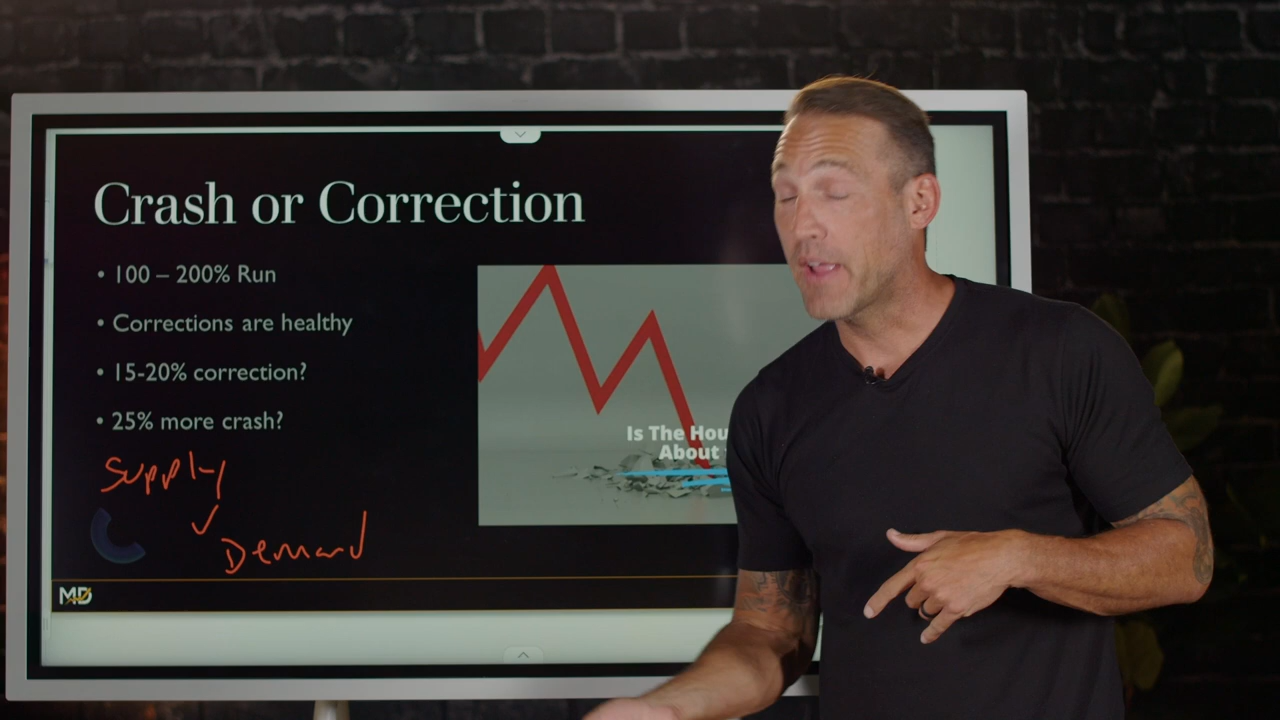 Crash or Correction
• 100 – 200% Run
• Corrections are healthy
• 15-20% correction?
• 25% more crash?
Supply
Demand
Is The
About
MD